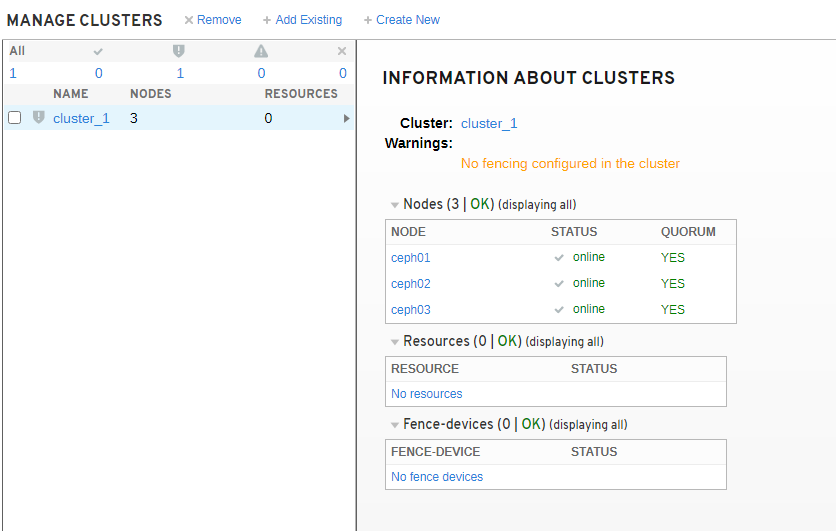 MANAGE CLUSTERS Remove Add Existing Create New
All
1 0 1 0 0
NAME NODES RESOURCES
cluster_1 3 0
INFORMATION ABOUT CLUSTERS
Cluster: cluster_1
Warnings:
No fencing configured in the cluster
Nodes (3 | OK) (displaying all)
NODE STATUS QUORUM
ceph01 online YES
ceph02 online YES
ceph03 online YES
Resources (0 | OK) (displaying all)
RESOURCE STATUS
No resources
Fence-devices (0 | OK) (displaying all)
FENCE-DEVICE STATUS
No fence devices